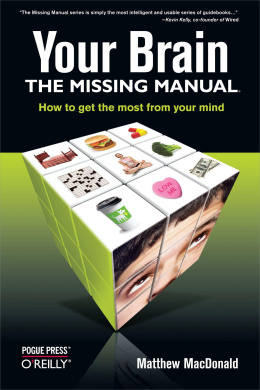 "The Missing Manual series is simply the most intelligent and usable series of guidebooks..."
—Kevin Kelly, co-founder of Wired
Your Brain
THE MISSING MANUAL®
How to get the most from your mind
LOVE
ME
POGUE PRESS™
O'REILLY®
Matthew MacDonald